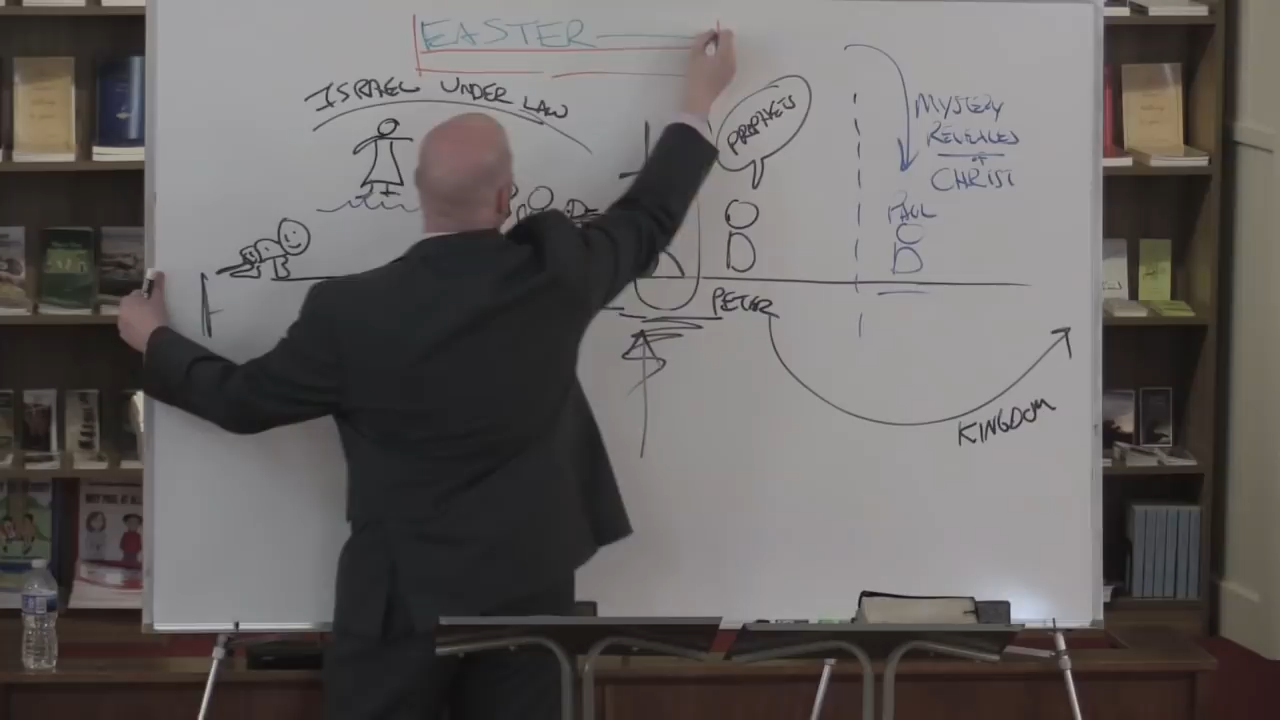 EASTER
ISRAEL UNDER LAW
PROPHETS
MYSTERY
REVEALED
of
CHRIST
PAUL
PETER
KINGDOM